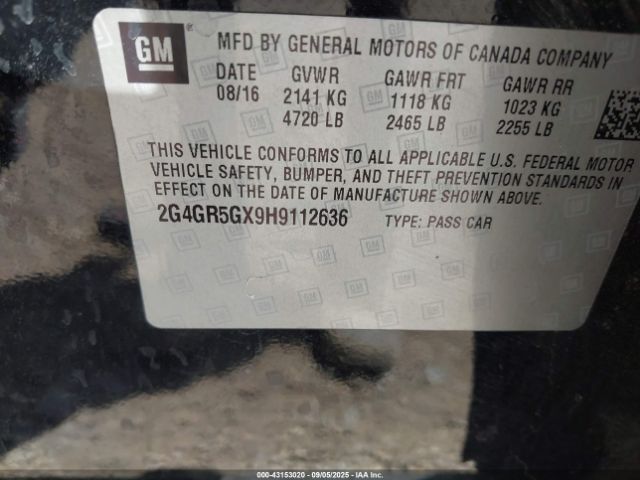 GM
MFD BY GENERAL MOTORS OF CANADA COMPANY
DATE GVWR GAWR FRT GAWR RR
08/16 2141 KG 1118 KG 1023 KG
4720 LB 2465 LB 2255 LB
THIS VEHICLE CONFORMS TO ALL APPLICABLE U.S. FEDERAL MOTOR
VEHICLE SAFETY, BUMPER, AND THEFT PREVENTION STANDARDS IN
EFFECT ON THE DATE OF MANUFACTURE SHOWN ABOVE.
2G4GR5GX9H9112636 TYPE: PASS CAR
000-43153020 - 09/05/2025 - IAA Inc.